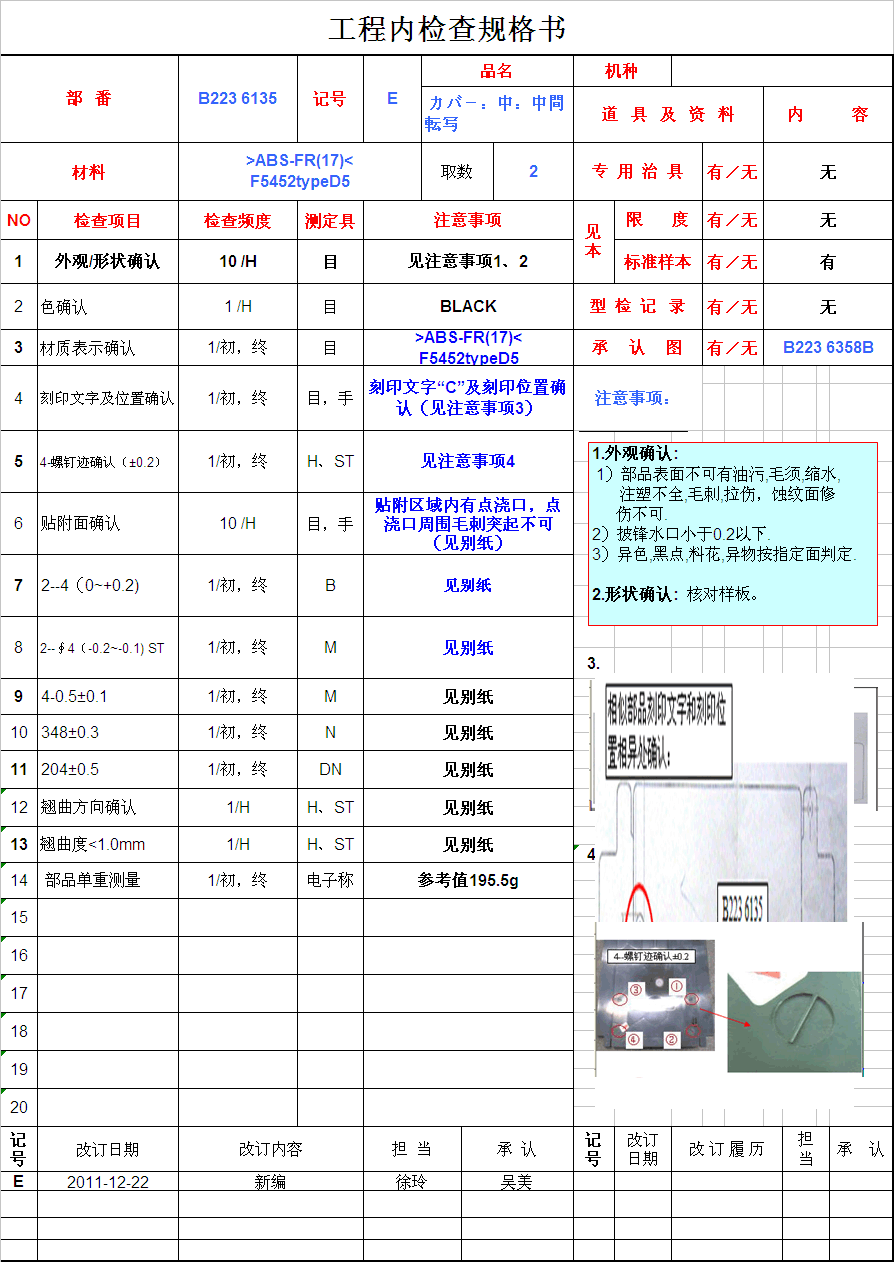 工程内检查规格书
部 番
B223 6135
记号
E
品名
カバー：中：中間
転写
机种
道 具 及 资 料
内 容
材料
>ABS-FR(17)<
F5452typeD5
取数
2
专 用 治 具
有／无
无
NO
检查项目
检查频度
测定具
注意事项
见
本
限 度
有／无
无
1
外观/形状确认
10 /H
目
见注意事项1、2
标准样本
有／无
有
2
色确认
1 /H
目
BLACK
型 检 记 录
有／无
无
3
材质表示确认
1/初，终
目
>ABS-FR(17)<
F5452typeD5
承 认 图
有／无
B223 6358B
4
刻印文字及位置确认
1/初，终
目，手
刻印文字“C”及刻印位置确
认（见注意事项3）
5
4-螺钉迹确认（±0.2）
1/初，终
H、ST
见注意事项4
6
贴附面确认
10 /H
目，手
贴附区域内有点浇口，点
浇口周围毛刺突起不可
（见别纸）
7
2--4（0~+0.2)
1/初，终
B
见别纸
8
2--∮4（-0.2~-0.1) ST
1/初，终
M
见别纸
9
4-0.5±0.1
1/初，终
M
见别纸
10
348±0.3
1/初，终
N
见别纸
11
204±0.5
1/初，终
DN
见别纸
12
翘曲方向确认
1/H
H、ST
见别纸
13
翘曲度<1.0mm
1/H
H、ST
见别纸
14
部品单重测量
1/初，终
电子称
参考值195.5g
15
16
17
18
19
20
注意事项：
1.外观确认：
1）部品表面不可有油污,毛须,缩水,
注塑不全,毛刺,拉伤，蚀纹面修
伤不可.
2）披锋水口小于0.2以下.
3）异色,黑点,料花,异物按指定面判定.
2.形状确认：核对样板。
3.
相似部品刻印文字和刻印位
置相异处确认：
B223 6135
4
4--螺钉迹确认±0.2
③
①
④
②
记
号
改订日期
改订内容
担 当
承 认
记
号
改订
日期
改 订 履 历
担
当
承 认
E
2011-12-22
新编
徐玲
吴美